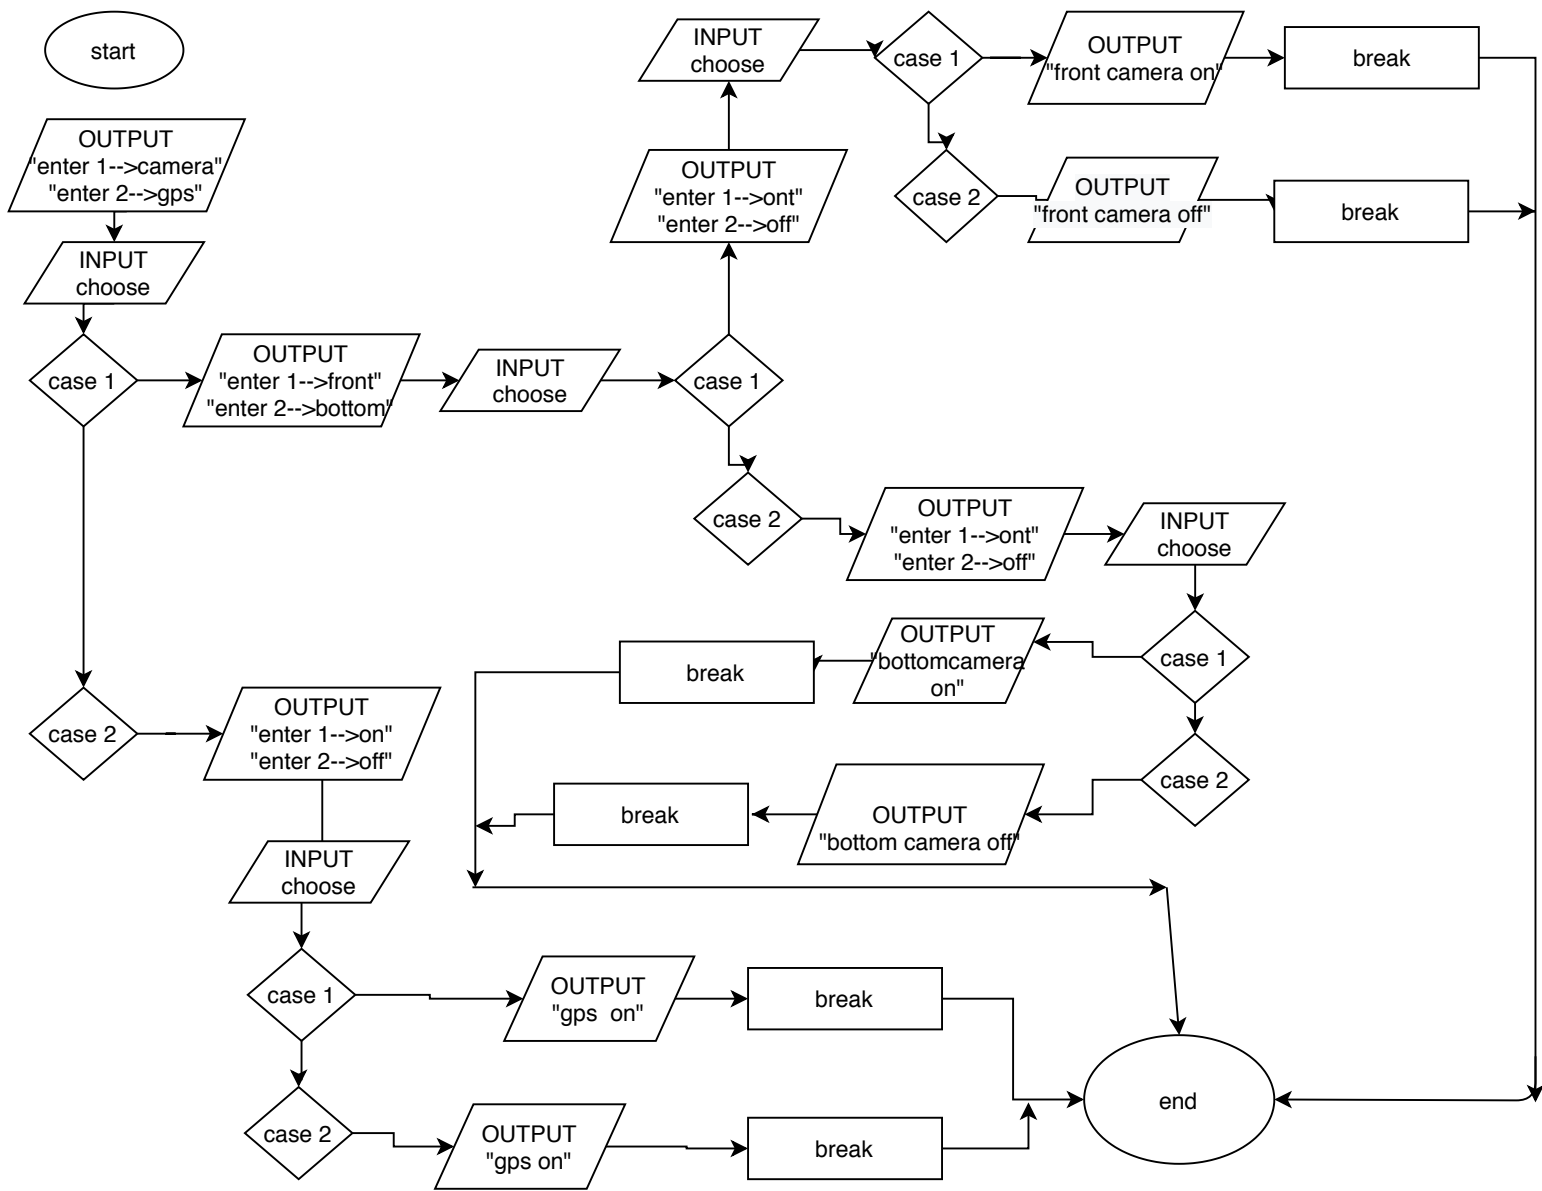 start
OUTPUT
"enter 1-->camera"
"enter 2-->gps"
INPUT
choose
case 1
OUTPUT
"enter 1-->front"
"enter 2-->bottom"
INPUT
choose
case 1
OUTPUT
"enter 1-->ont"
"enter 2-->off"
INPUT
choose
case 1
OUTPUT
"front camera on"
break
case 2
OUTPUT
"front camera off"
break
case 2
OUTPUT
"enter 1-->ont"
"enter 2-->off"
INPUT
choose
case 1
OUTPUT
"bottomcamera
on"
break
case 2
OUTPUT
"bottom camera off"
break
case 2
OUTPUT
"enter 1-->on"
"enter 2-->off"
INPUT
choose
case 1
OUTPUT
"gps  on"
break
case 2
OUTPUT
"gps on"
break
end